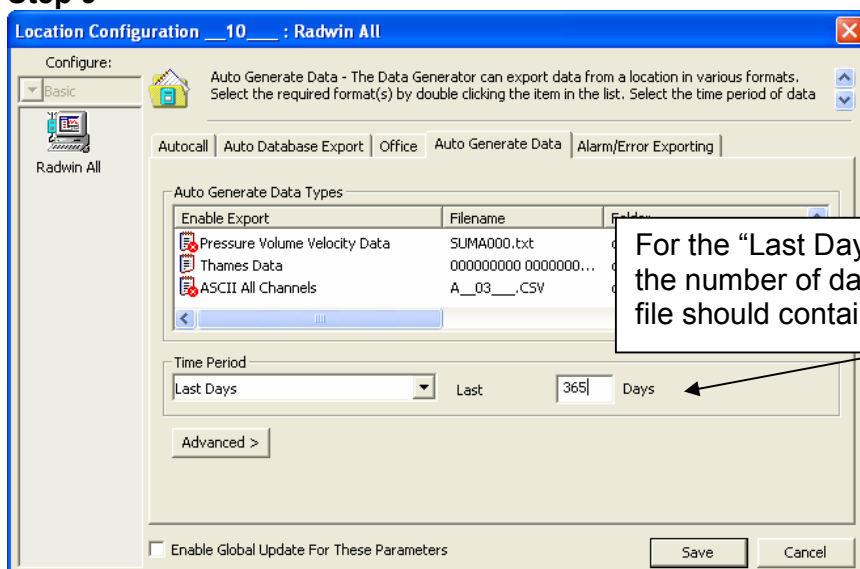 Location Configuration __10___ : Radwin All
Configure:
Basic
Radwin All
Auto Generate Data - The Data Generator can export data from a location in various formats.
Select the required format(s) by double clicking the item in the list. Select the time period of data
Autocall Auto Database Export Office Auto Generate Data Alarm/Error Exporting
Auto Generate Data Types
Enable Export Filename
Pressure Volume Velocity Data SUMA000.txt
Thames Data 000000000 0000000...
ASCII All Channels A__03___.CSV
For the “Last Day
the number of da
file should contai
Time Period
Last Days Last 365 Days
Advanced >
Enable Global Update For These Parameters
Save Cancel